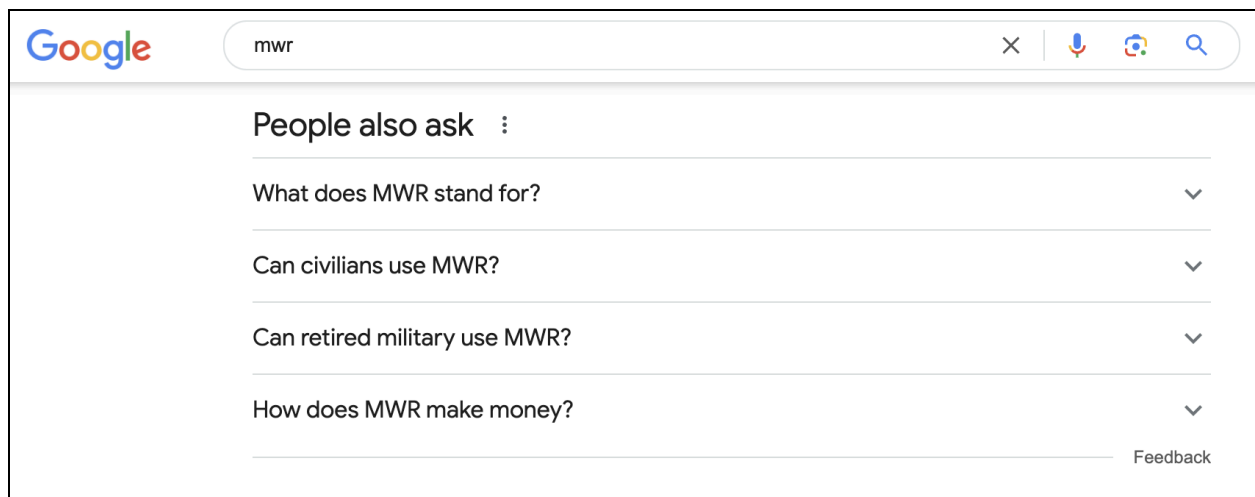 Google
mwr
People also ask
What does MWR stand for?
Can civilians use MWR?
Can retired military use MWR?
How does MWR make money?
Feedback